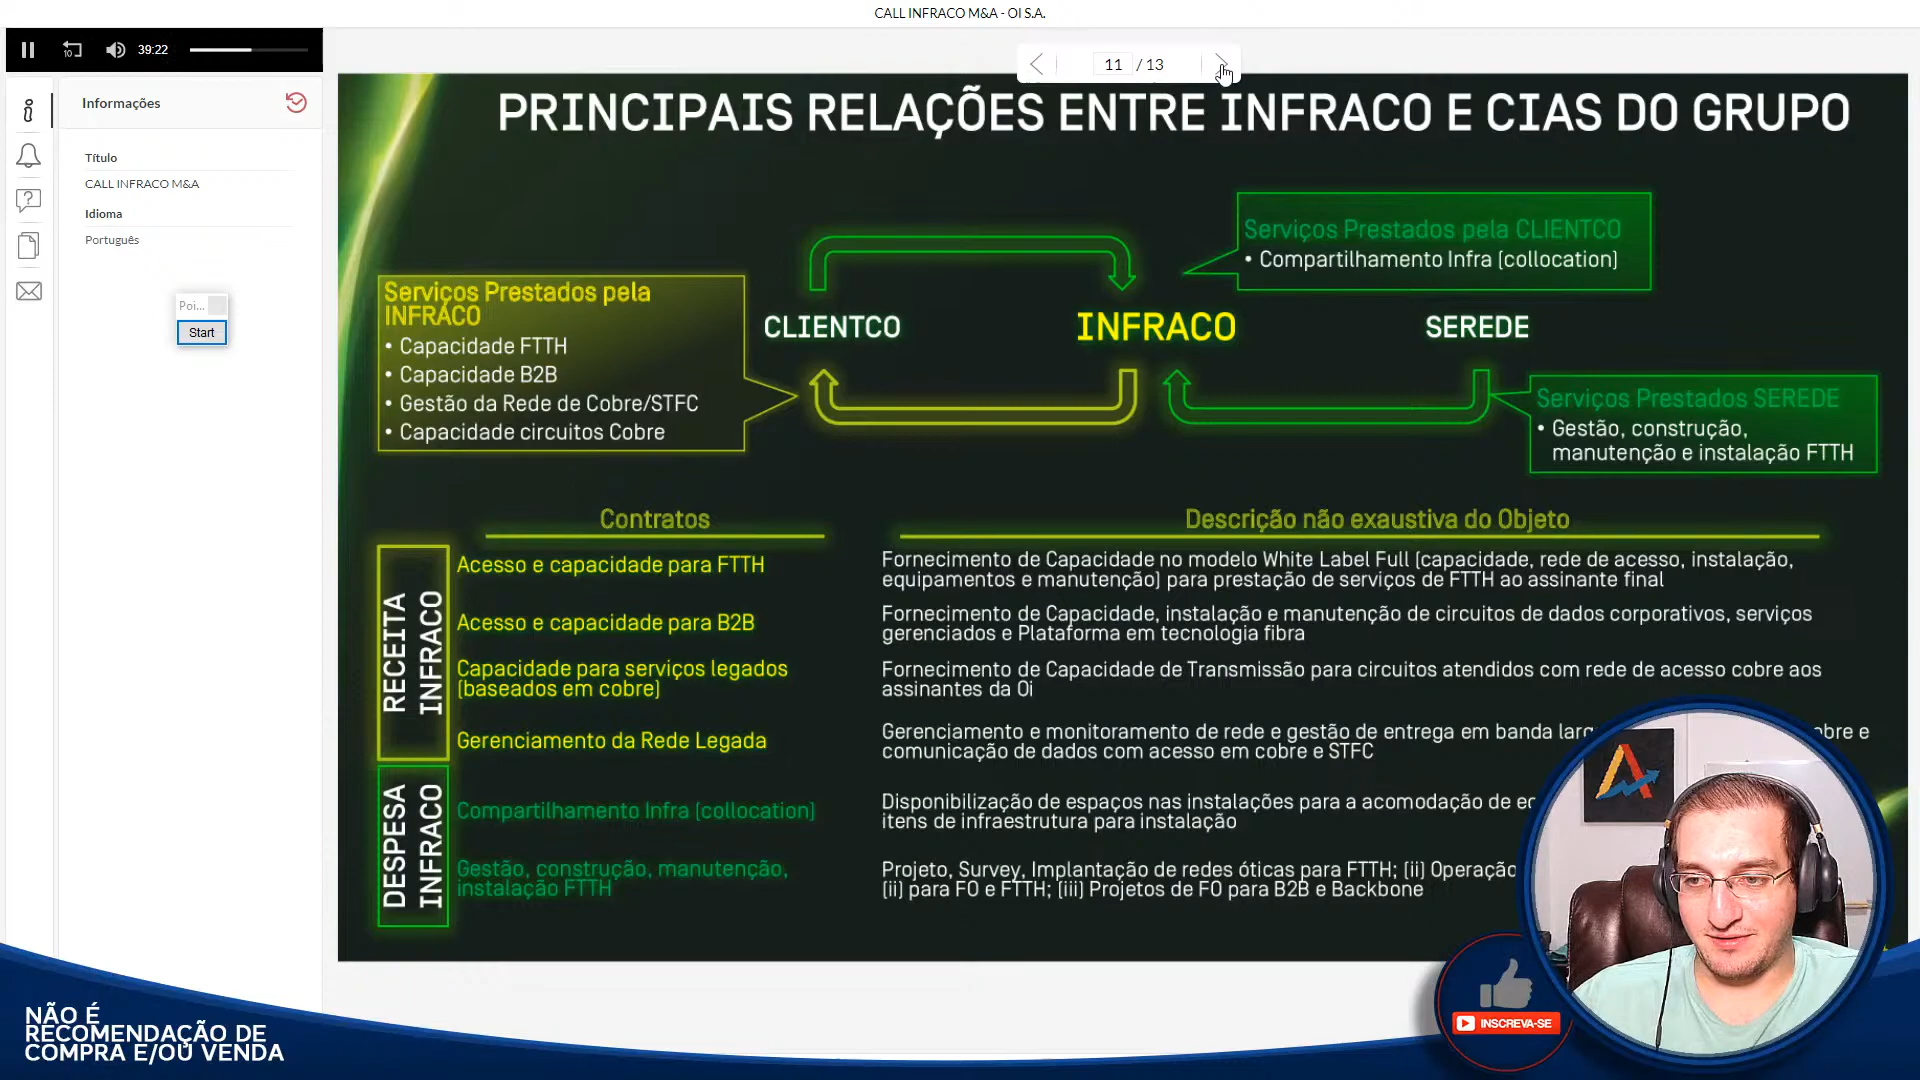 CALL INFRACO M&A - OI S.A.
10
39:22
11 / 13
Informações
Título
CALL INFRACO M&A
Idioma
Português
Poi...
Start
PRINCIPAIS RELAÇÕES ENTRE INFRACO E CIAS DO GRUPO
Serviços Prestados pela CLIENTCO
• Compartilhamento Infra (collocation)
Serviços Prestados pela
INFRACO
• Capacidade FTTH
• Capacidade B2B
• Gestão da Rede de Cobre/STFC
• Capacidade circuitos Cobre
CLIENTCO
INFRACO
SEREDE
Serviços Prestados SEREDE
• Gestão, construção,
manutenção e instalação FTTH
Contratos
Descrição não exaustiva do Objeto
RECEITA
INFRACO
Acesso e capacidade para FTTH
Fornecimento de Capacidade no modelo White Label Full (capacidade, rede de acesso, instalação,
equipamentos e manutenção) para prestação de serviços de FTTH ao assinante final
Acesso e capacidade para B2B
Fornecimento de Capacidade, instalação e manutenção de circuitos de dados corporativos, serviços
gerenciados e Plataforma em tecnologia fibra
Capacidade para serviços legados
(baseados em cobre)
Fornecimento de Capacidade de Transmissão para circuitos atendidos com rede de acesso cobre aos
assinantes da Oi
Gerenciamento da Rede Legada
Gerenciamento e monitoramento de rede e gestão de entrega em banda e
comunicação de dados com acesso em cobre e STFC
DESPESA
INFRACO
Compartilhamento Infra (collocation)
Disponibilização de espaços nas instalações para a acomodação de
itens de infraestrutura para instalação
Gestão, construção, manutenção,
instalação FTTH
Projeto, Survey, Implantação de redes óticas para FTTH; (ii) Operação
(ii) para FO e FTTH; (iii) Projetos de FO para B2B e Backbone
NÃO É
RECOMENDAÇÃO DE
COMPRA E/OU VENDA
INSCREVA-SE